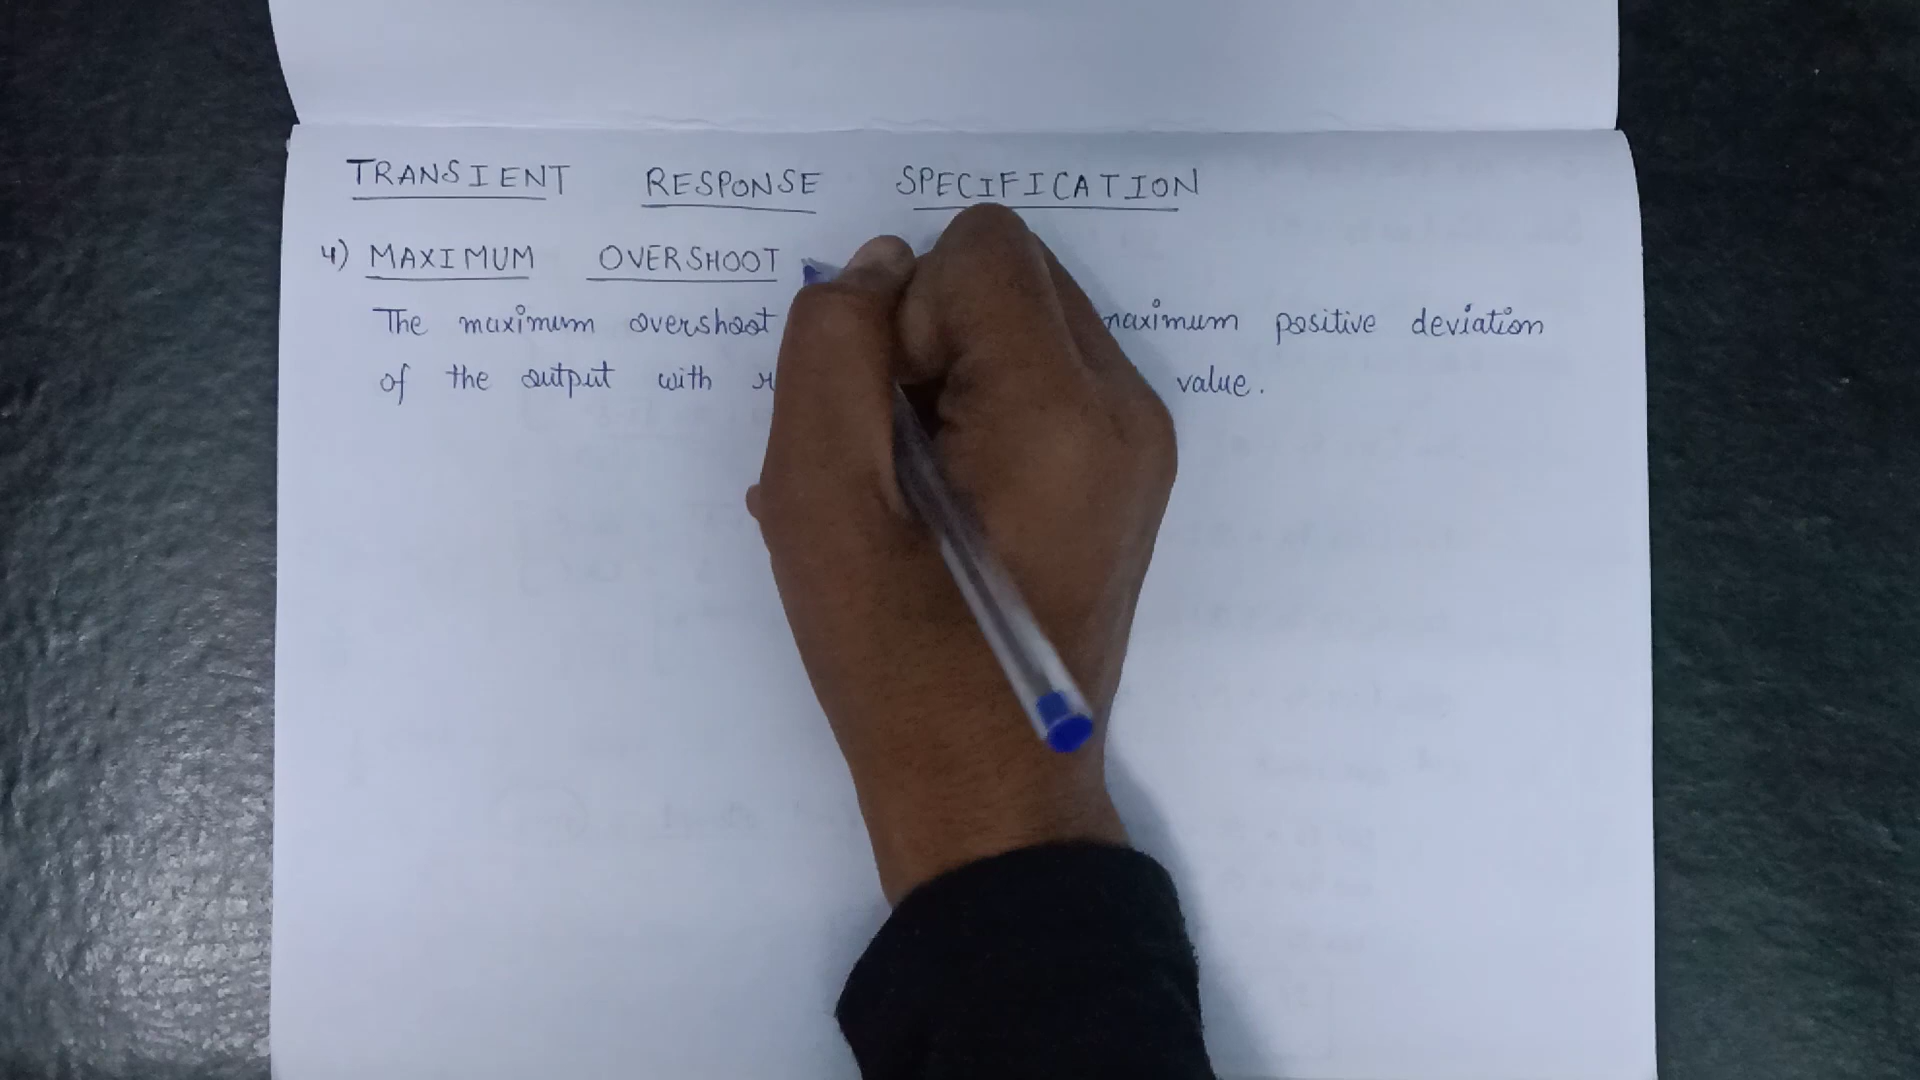 TRANSIENT RESPONSE SPECIFICATION
4) MAXIMUM OVERSHOOT
The maximum overshoot maximum positive deviation
of the output with value.